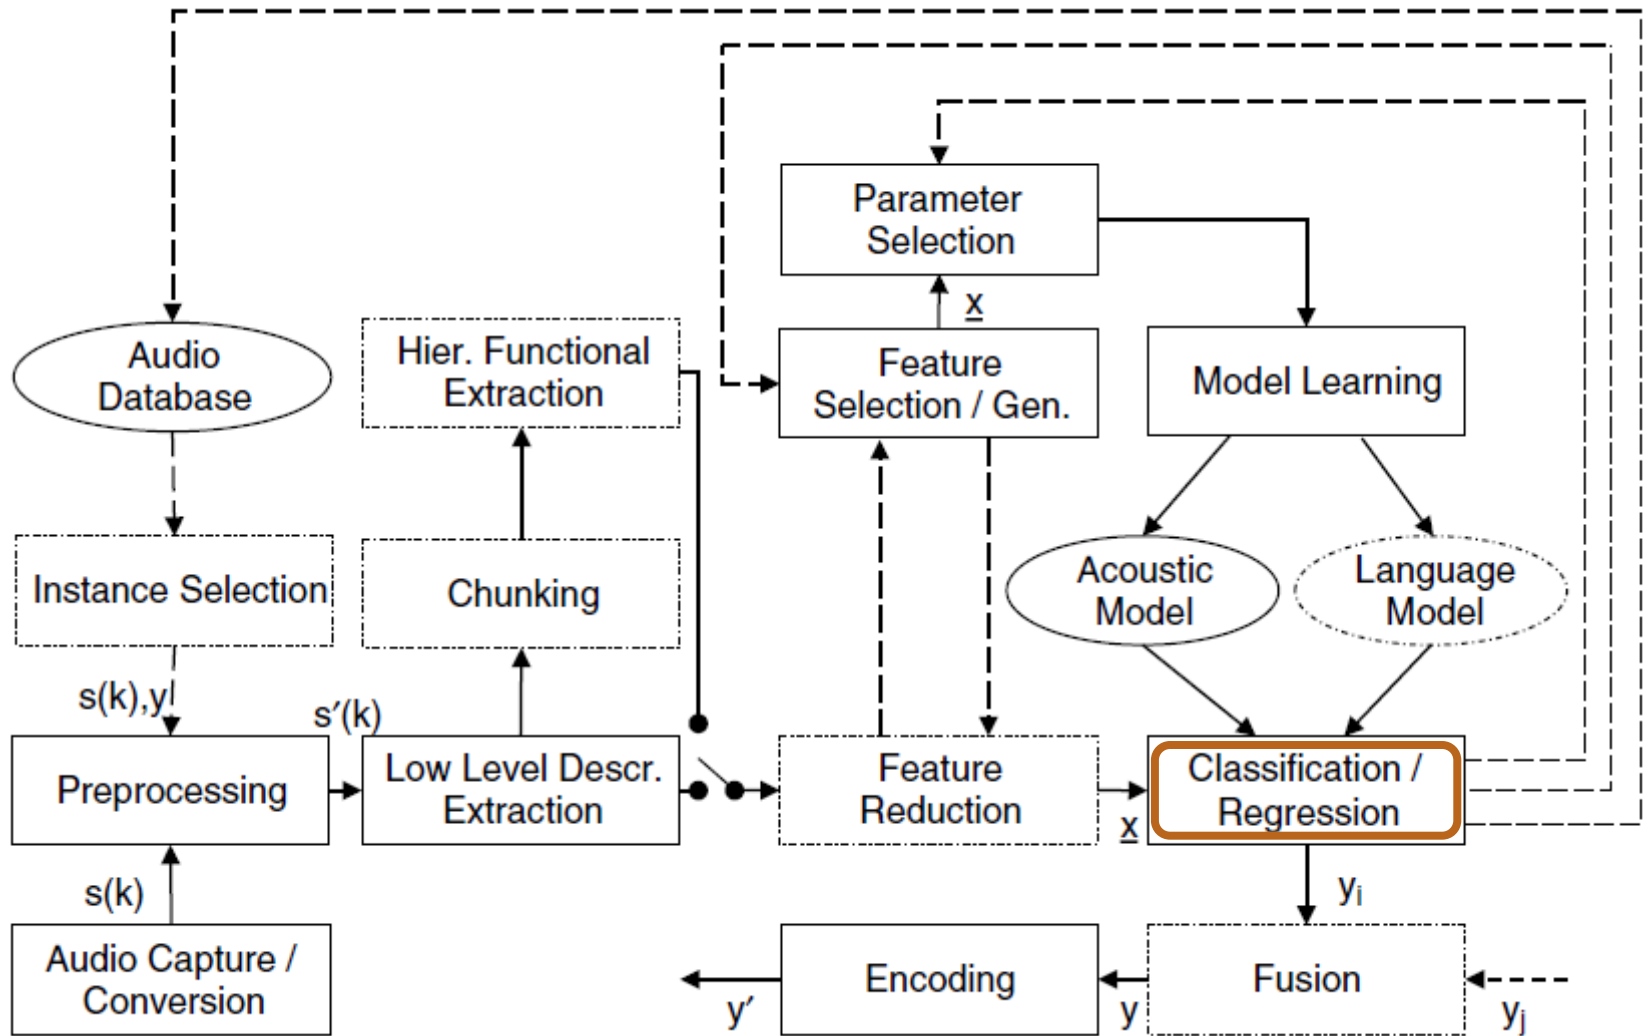 Parameter
Selection
x
Audio
Database
Hier. Functional
Extraction
Feature
Selection / Gen.
Model Learning
Instance Selection
Chunking
Acoustic
Model
Language
Model
s(k),y
s′(k)
Preprocessing
Low Level Descr.
Extraction
Feature
Reduction
x
Classification /
Regression
s(k)
yi
Audio Capture /
Conversion
y′
Encoding
y
Fusion
yj